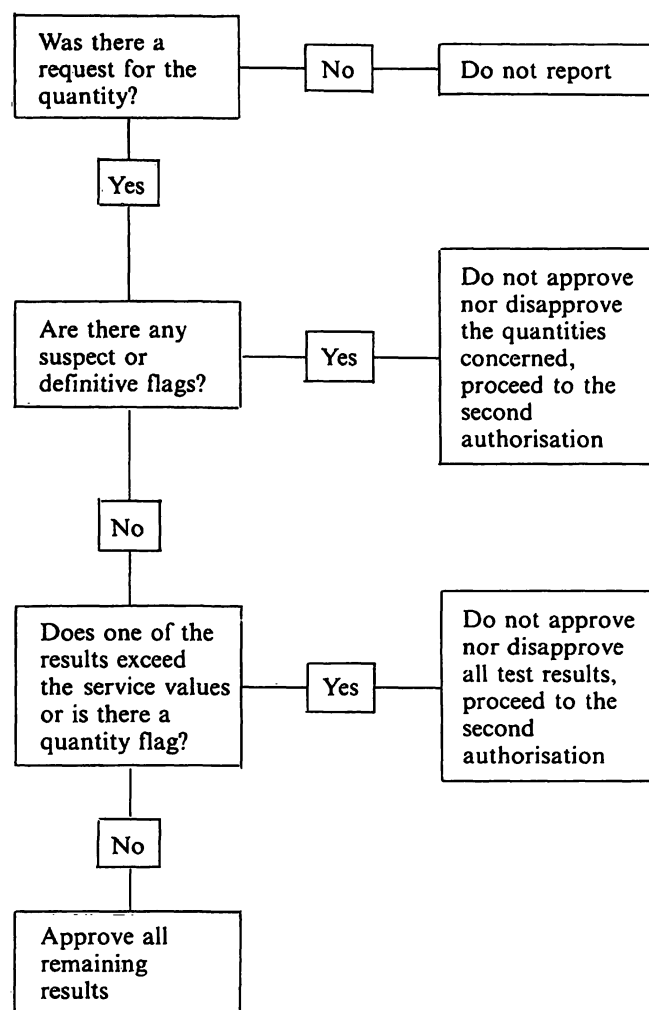 Was there a
request for the
quantity?
No
Do not report
Yes
Are there any
suspect or
definitive flags?
Yes
Do not approve
nor disapprove
the quantities
concerned,
proceed to the
second
authorisation
No
Does one of the
results exceed
the service values
or is there a
quantity flag?
Yes
Do not approve
nor disapprove
all test results,
proceed to the
second
authorisation
No
Approve all
remaining
results